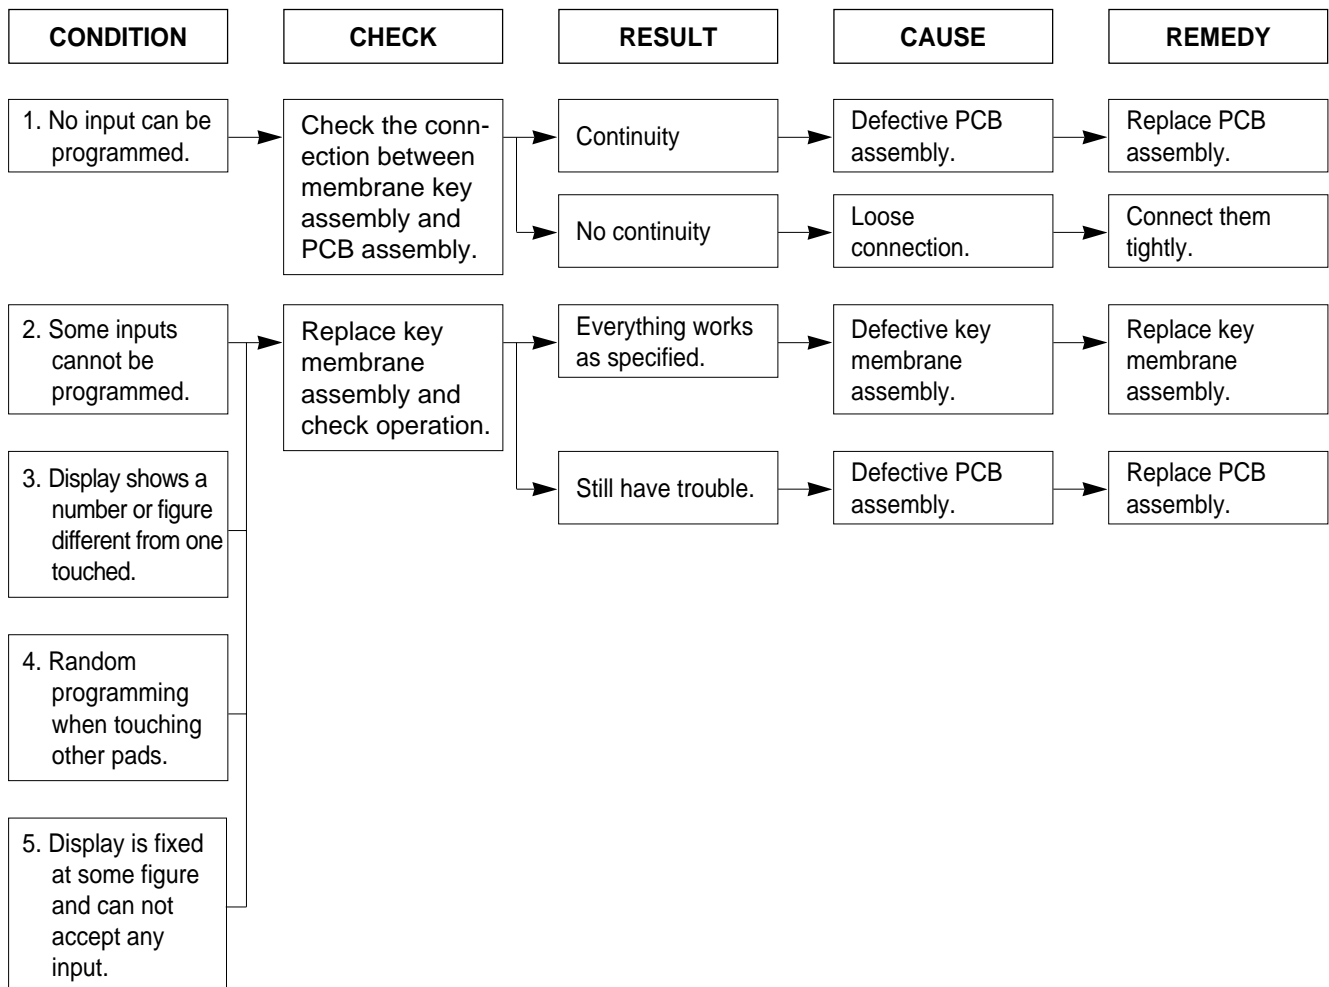 CONDITION
CHECK
RESULT
CAUSE
REMEDY
1. No input can be
programmed.
Check the conn-
ection between
membrane key
assembly and
PCB assembly.
Continuity
Defective PCB
assembly.
Replace PCB
assembly.
No continuity
Loose
connection.
Connect them
tightly.
2. Some inputs
cannot be
programmed.
Replace key
membrane
assembly and
check operation.
Everything works
as specified.
Defective key
membrane
assembly.
Replace key
membrane
assembly.
3. Display shows a
number or figure
different from one
touched.
Still have trouble.
Defective PCB
assembly.
Replace PCB
assembly.
4. Random
programming
when touching
other pads.
5. Display is fixed
at some figure
and can not
accept any
input.